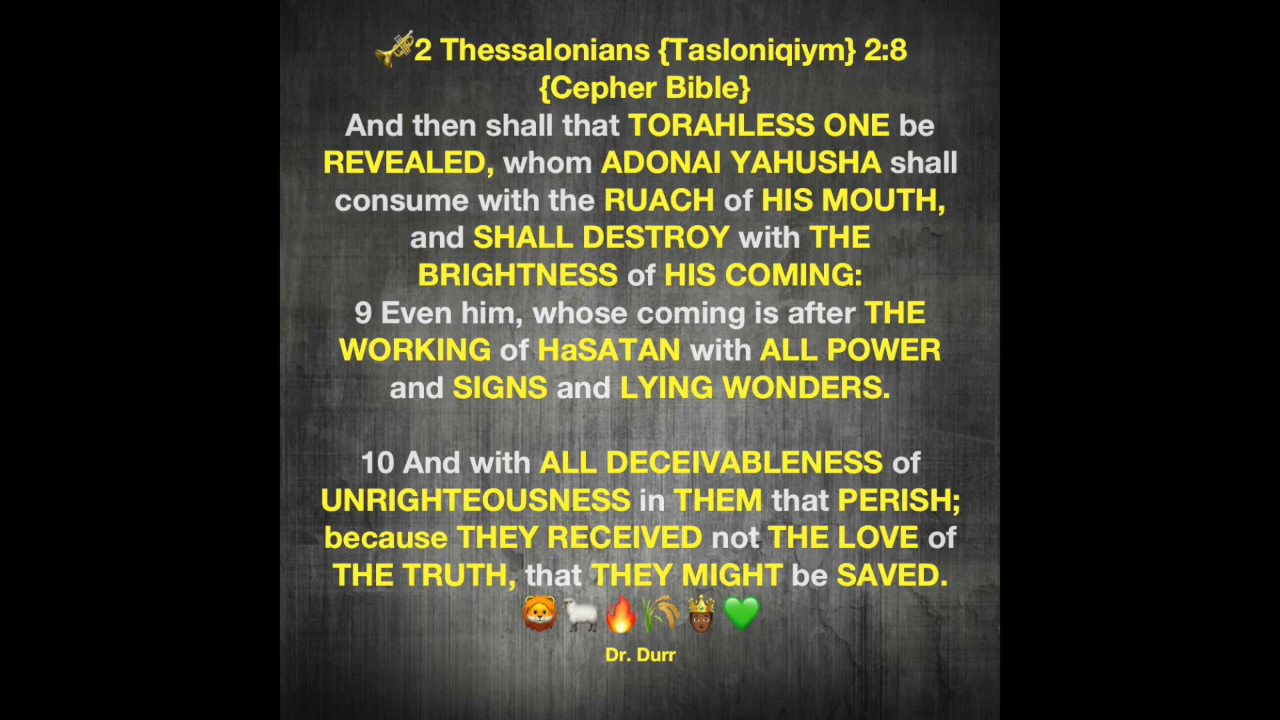 🎺2 Thessalonians {Tasloniqiym} 2:8
{Cepher Bible}
And then shall that TORAHLESS ONE be
REVEALED, whom ADONAI YAHUSHA shall
consume with the RUACH of HIS MOUTH,
and SHALL DESTROY with THE
BRIGHTNESS of HIS COMING:
9 Even him, whose coming is after THE
WORKING of HaSATAN with ALL POWER
and SIGNS and LYING WONDERS.
10 And with ALL DECEIVABLENESS of
UNRIGHTEOUSNESS in THEM that PERISH;
because THEY RECEIVED not THE LOVE of
THE TRUTH, that THEY MIGHT be SAVED.
🦁🐑🔥🌾🤴🏾💚
Dr. Durr